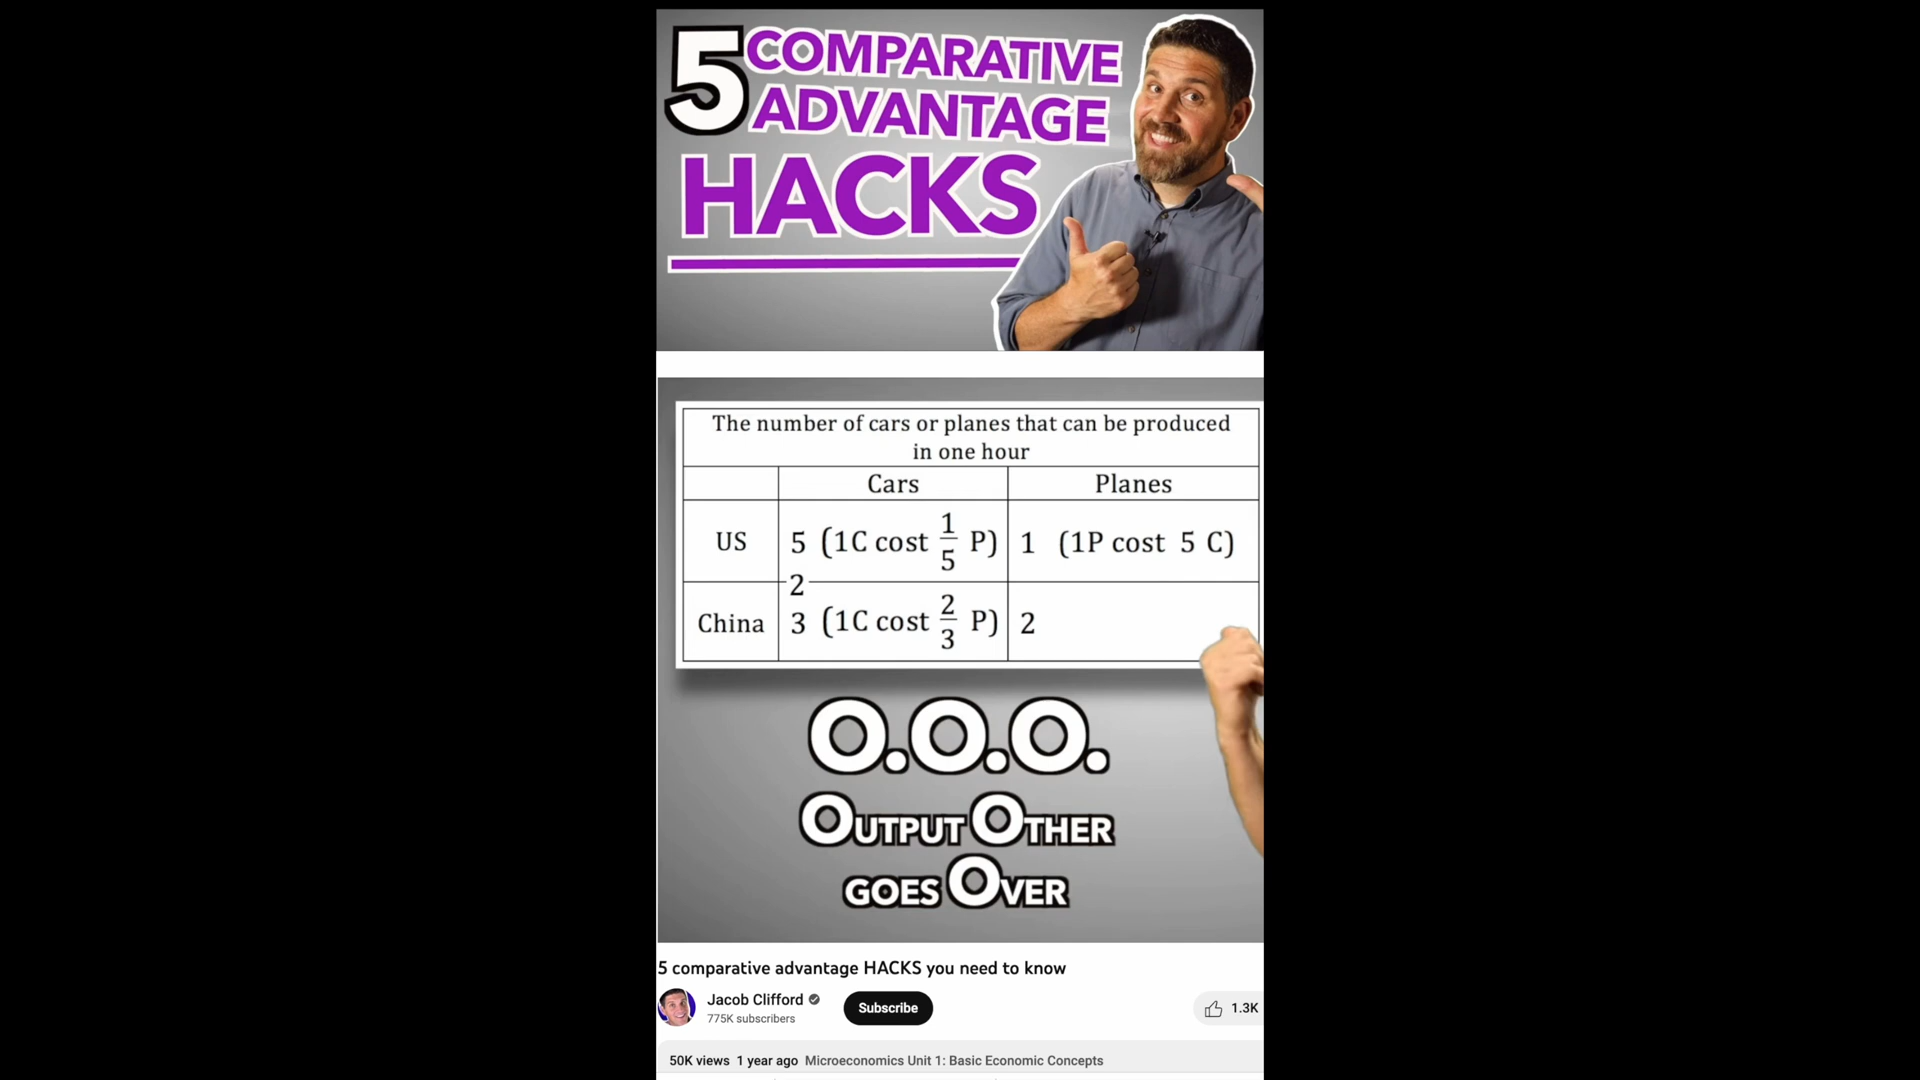 5 COMPARATIVE
ADVANTAGE
HACKS
The number of cars or planes that can be produced
in one hour
Cars Planes
US 5 (1C cost 1/5 P) 1 (1P cost 5 C)
2
China 3 (1C cost 2/3 P) 2
O.O.O.
OUTPUT OTHER
GOES OVER
5 comparative advantage HACKS you need to know
Jacob Clifford
775K subscribers
Subscribe
1.3K
50K views 1 year ago Microeconomics Unit 1: Basic Economic Concepts